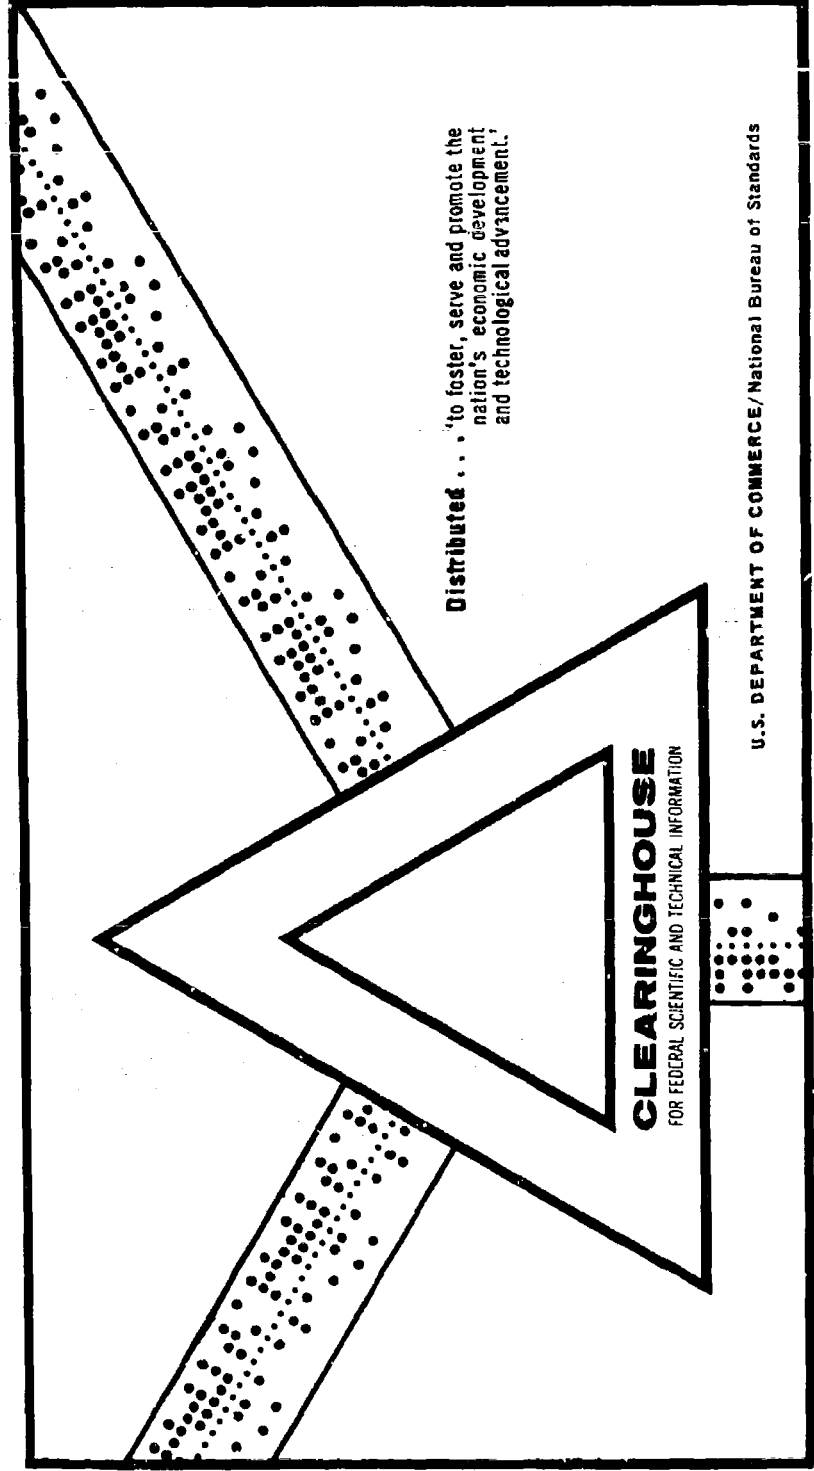 Distributed . . . 'to foster, serve and promote the
nation's economic development
and technological advancement.'
CLEARINGHOUSE
FOR FEDERAL SCIENTIFIC AND TECHNICAL INFORMATION
U.S. DEPARTMENT OF COMMERCE/National Bureau of Standards